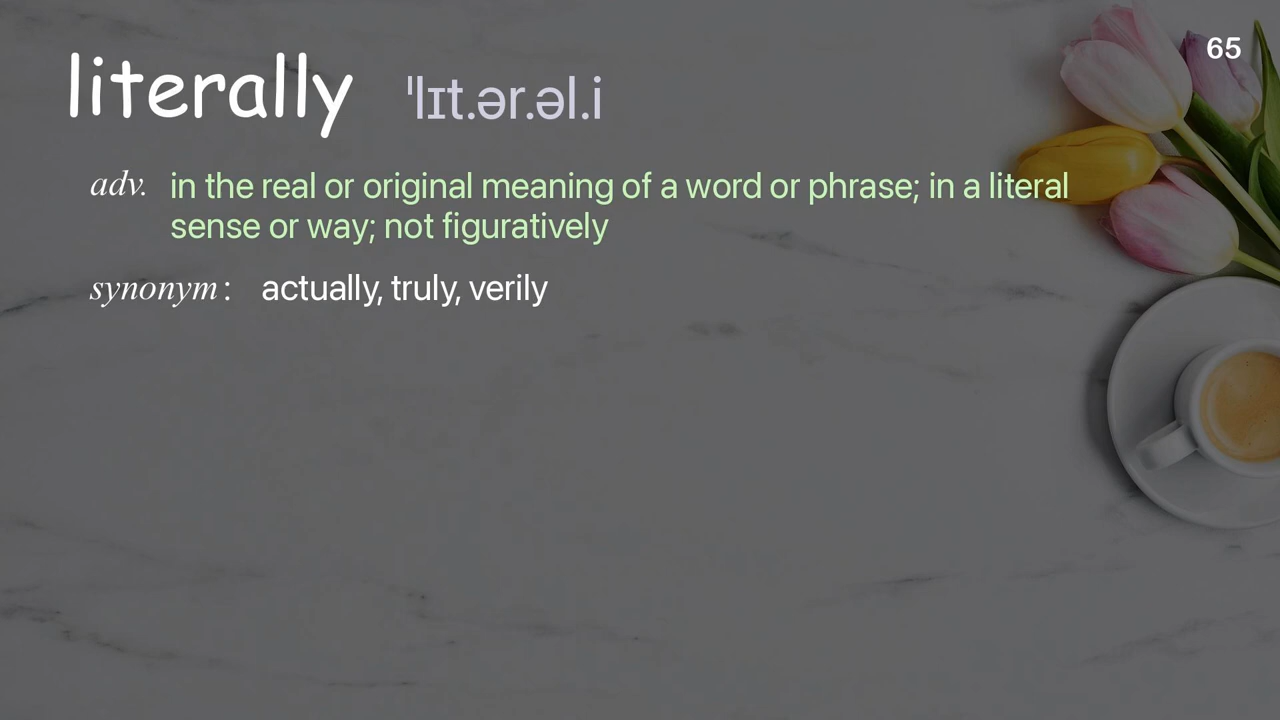 65
literally ˈlɪt.ər.əl.i
adv. in the real or original meaning of a word or phrase; in a literal
sense or way; not figuratively
synonym : actually, truly, verily